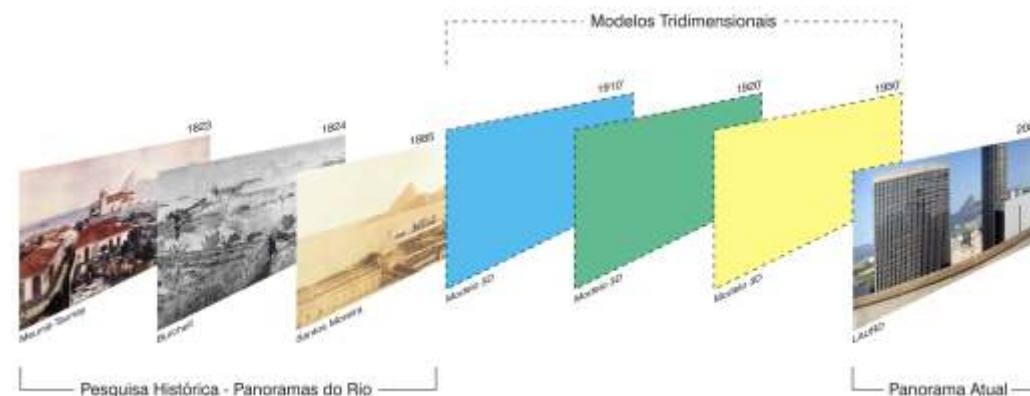 Modelos Tridimensionais
1823
1824
1885
1910'
1920'
1950'
Burchell
Santos Moreira
Modelo 3D
Modelo 3D
Modelo 3D
LAURD
Pesquisa Histórica - Panoramas do Rio
Panorama Atual